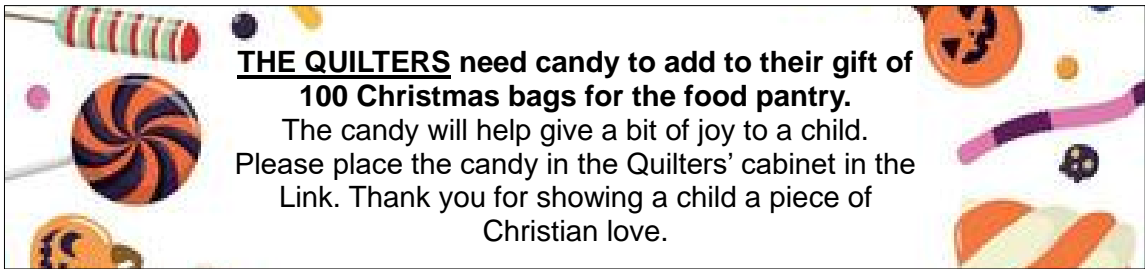 THE QUILTERS need candy to add to their gift of
100 Christmas bags for the food pantry.
The candy will help give a bit of joy to a child.
Please place the candy in the Quilters’ cabinet in the
Link. Thank you for showing a child a piece of
Christian love.